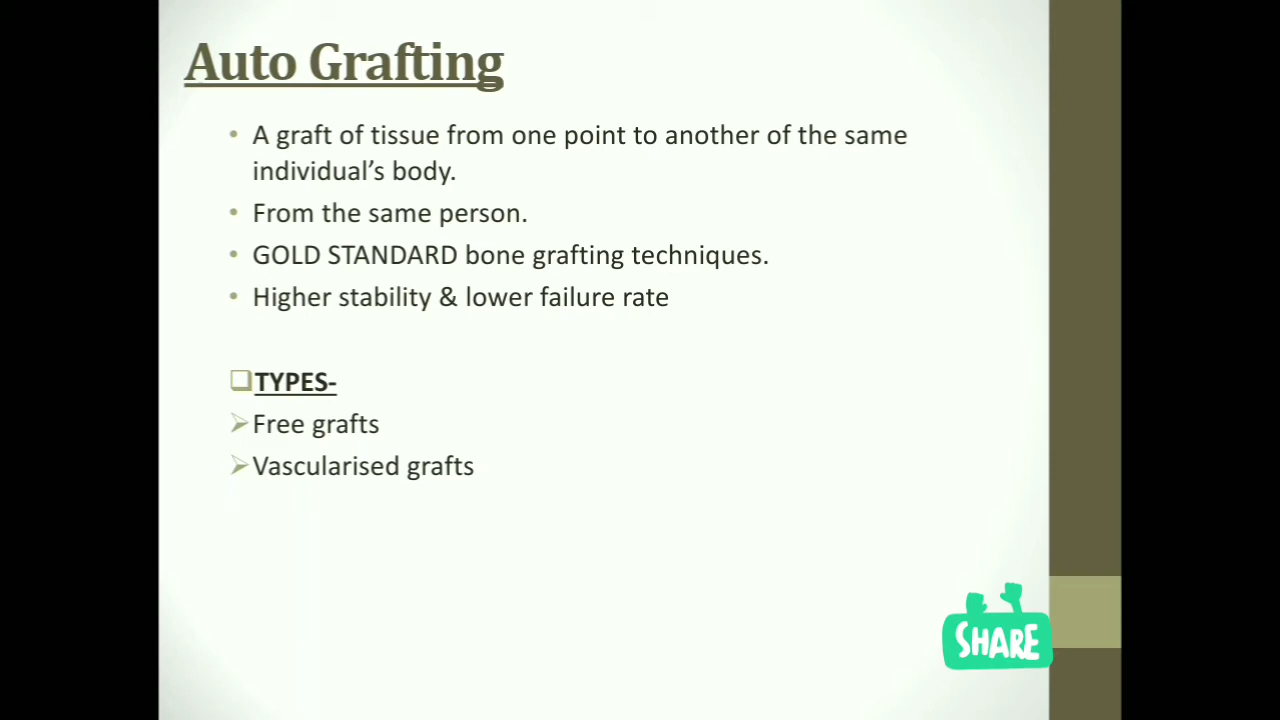 Auto Grafting
• A graft of tissue from one point to another of the same
individual's body.
• From the same person.
• GOLD STANDARD bone grafting techniques.
• Higher stability & lower failure rate
❑TYPES-
➢Free grafts
➢Vascularised grafts
SHARE